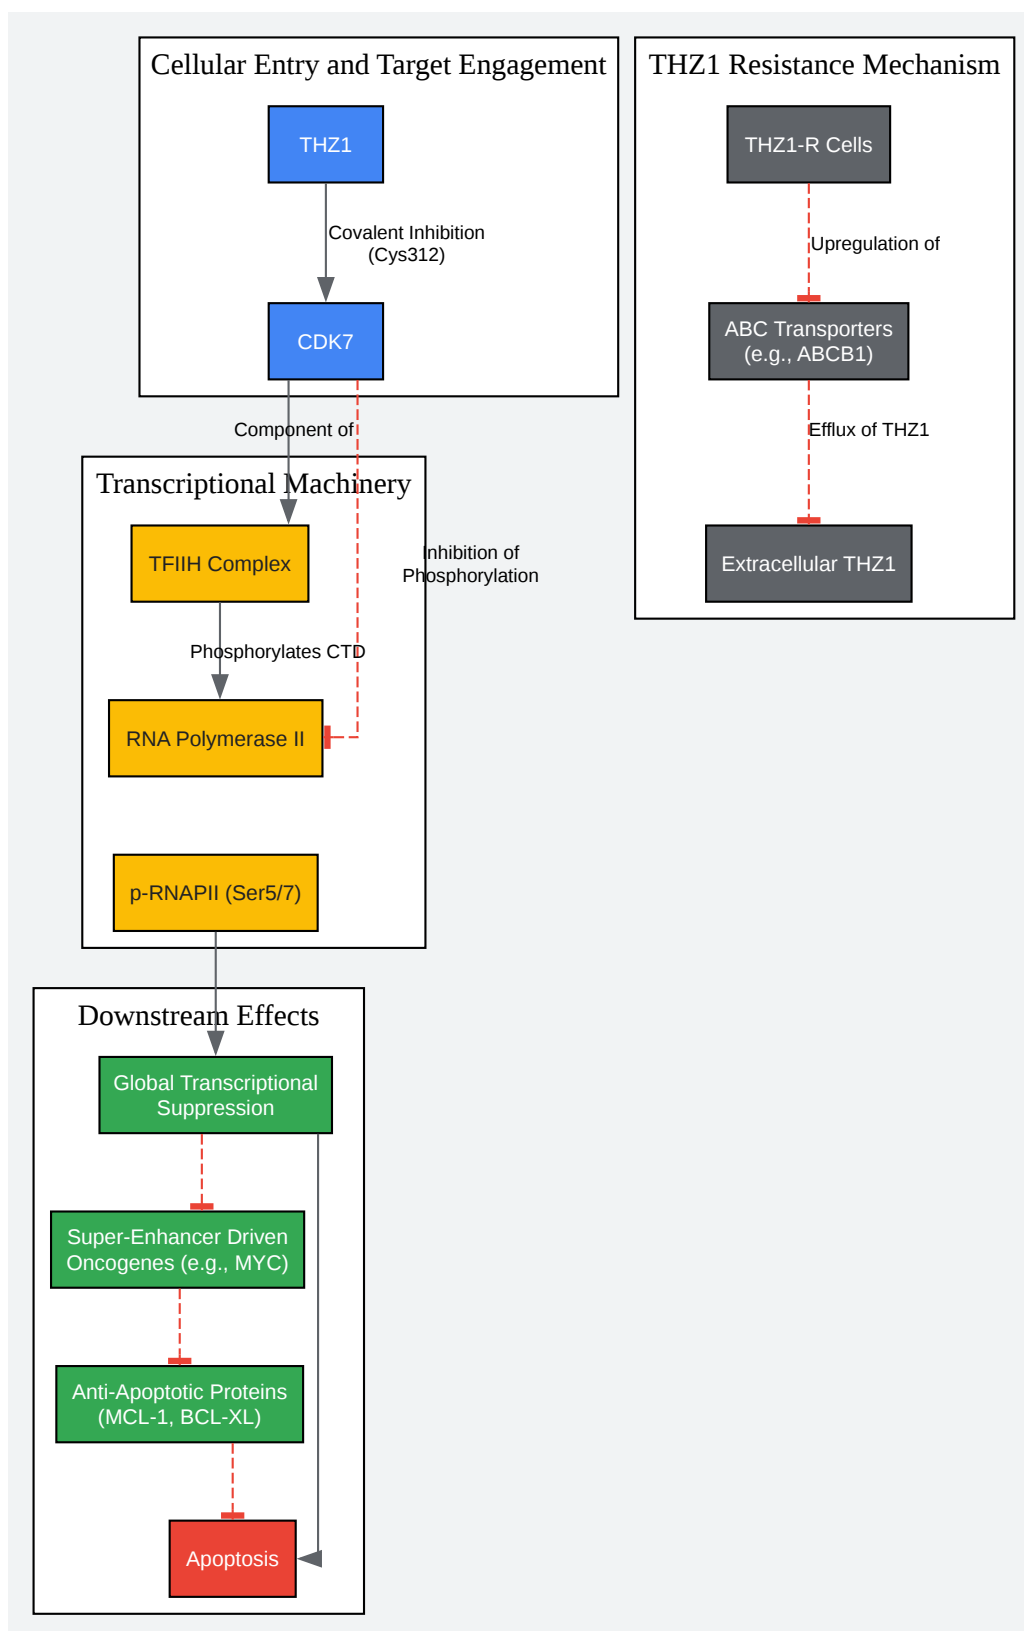 Cellular Entry and Target Engagement
THZ1
Covalent Inhibition
(Cys312)
CDK7
Component of
Inhibition of
Phosphorylation
Transcriptional Machinery
TFIIH Complex
Phosphorylates CTD
RNA Polymerase II
p-RNAPII (Ser5/7)
Downstream Effects
Global Transcriptional
Suppression
Super-Enhancer Driven
Oncogenes (e.g., MYC)
Anti-Apoptotic Proteins
(MCL-1, BCL-XL)
Apoptosis
THZ1 Resistance Mechanism
THZ1-R Cells
Upregulation of
ABC Transporters
(e.g., ABCB1)
Efflux of THZ1
Extracellular THZ1